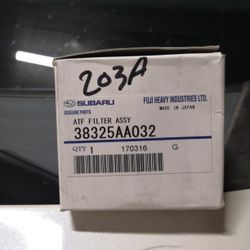 203A
SUBARU
FUJI HEAVY INDUSTRIES LTD.
GENUINE PARTS
MADE IN JAPAN
ATF FILTER ASSY
38325AA032
QTY 1 170316 G